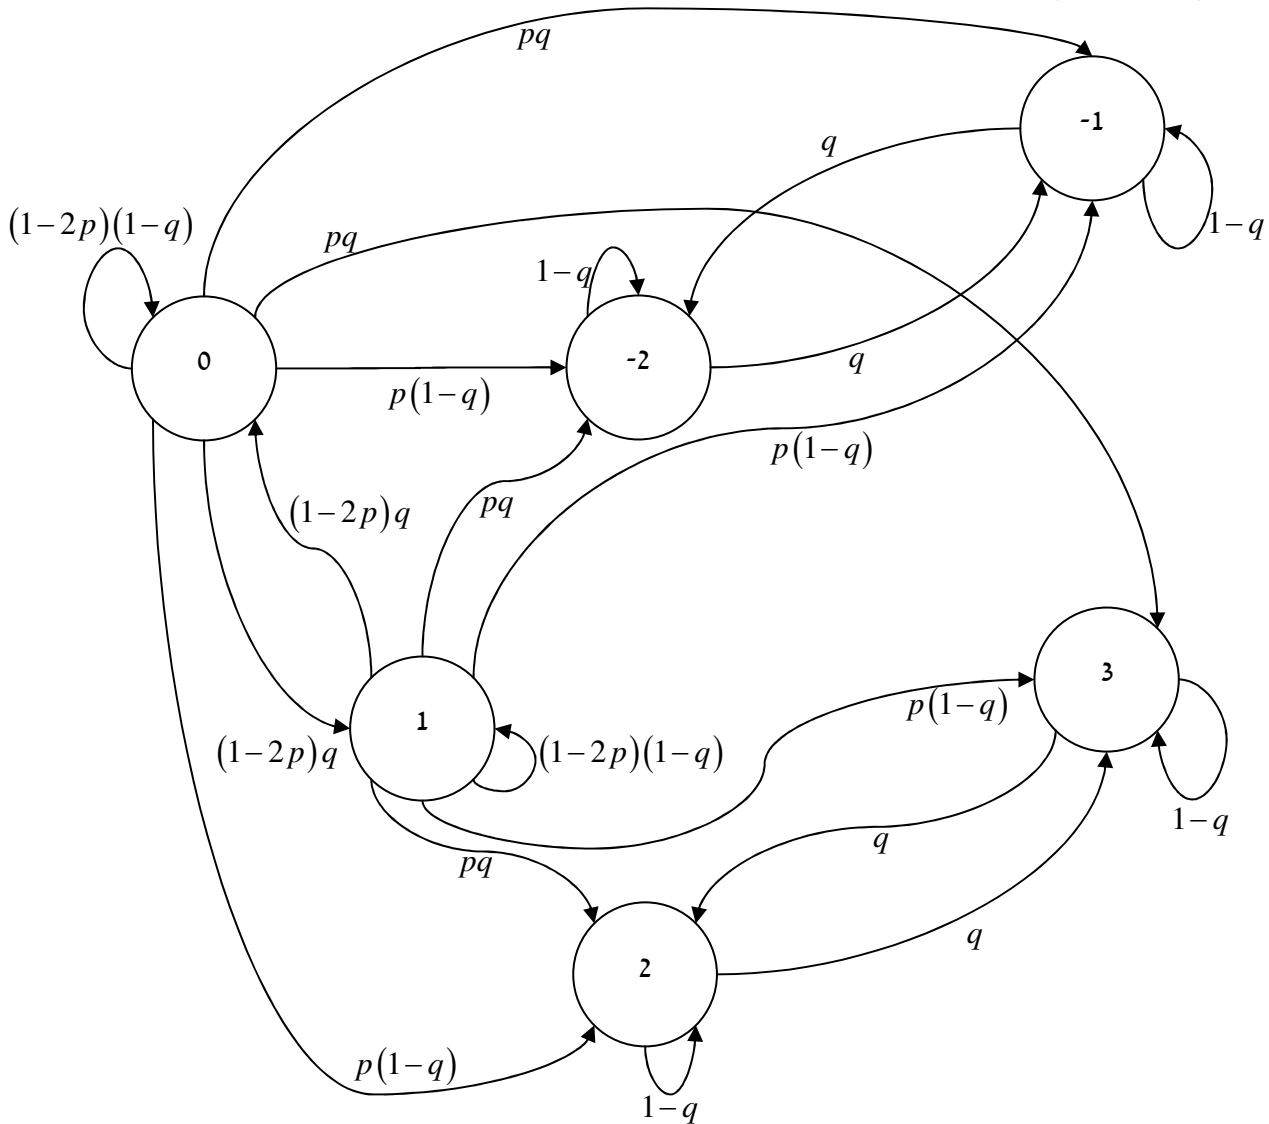 pq
-1
q
(1-2p)(1-q)
1-q
pq
1-q
0
-2
q
p(1-q)
p(1-q)
(1-2p)q
pq
3
1
p(1-q)
(1-2p)q
(1-2p)(1-q)
1-q
q
pq
q
2
p(1-q)
1-q